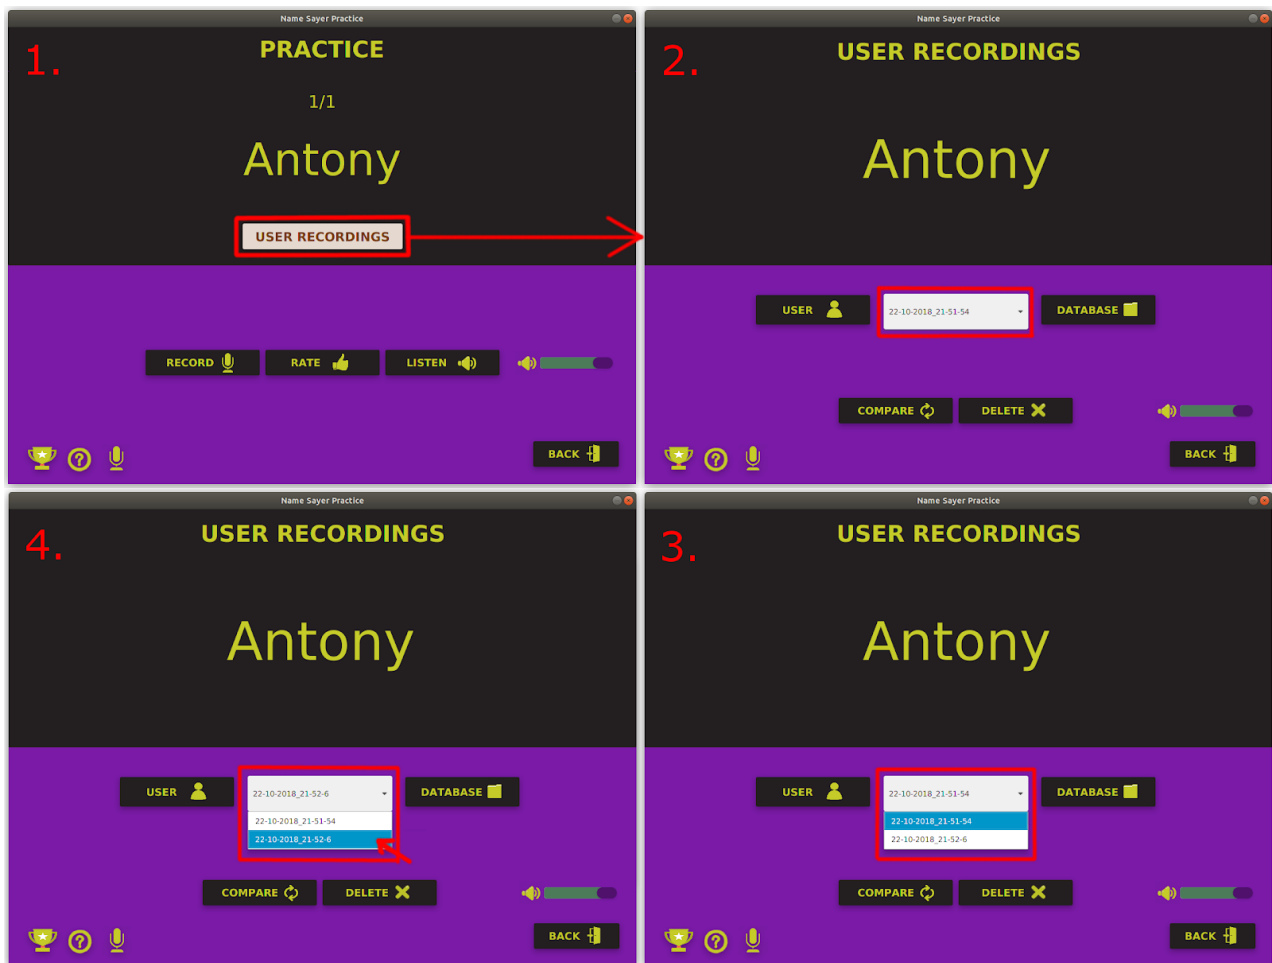 Name Sayer Practice
1.
PRACTICE
1/1
Antony
USER RECORDINGS
RECORD
RATE
LISTEN
BACK
Name Sayer Practice
2.
USER RECORDINGS
Antony
USER
22-10-2018_21-51-54
DATABASE
COMPARE
DELETE
BACK
Name Sayer Practice
4.
USER RECORDINGS
Antony
USER
22-10-2018_21-52-6
DATABASE
22-10-2018_21-51-54
22-10-2018_21-52-6
COMPARE
DELETE
BACK
Name Sayer Practice
3.
USER RECORDINGS
Antony
USER
22-10-2018_21-51-54
DATABASE
22-10-2018_21-51-54
22-10-2018_21-52-6
COMPARE
DELETE
BACK